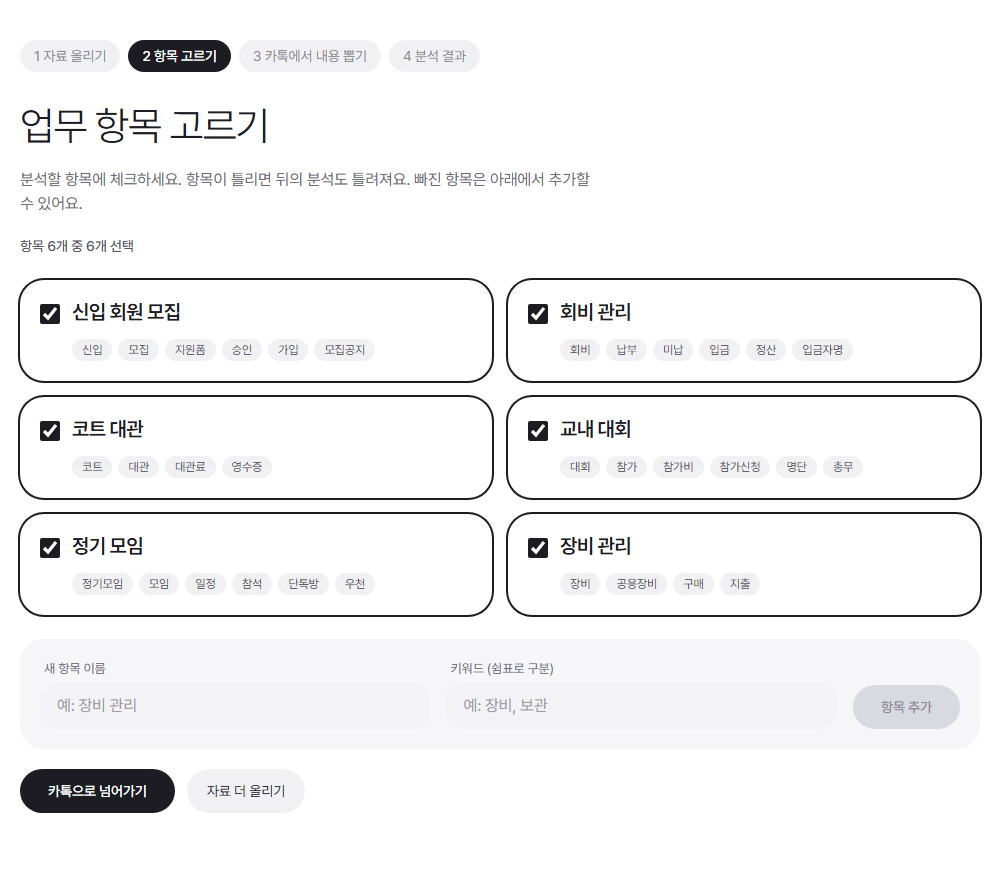 1 자료 올리기
2 항목 고르기
3 카톡에서 내용 뽑기
4 분석 결과
업무 항목 고르기
분석할 항목에 체크하세요. 항목이 틀리면 뒤의 분석도 틀려져요. 빠진 항목은 아래에서 추가할
수 있어요.
항목 6개 중 6개 선택
신입 회원 모집
신입 모집 지원폼 승인 가입 모집공지
회비 관리
회비 납부 미납 입금 정산 입금자명
코트 대관
코트 대관 대관료 영수증
교내 대회
대회 참가 참가비 참가신청 명단 총무
정기 모임
정기모임 모임 일정 참석 단톡방 우천
장비 관리
장비 공용장비 구매 지출
새 항목 이름
예: 장비 관리
키워드 (쉼표로 구분)
예: 장비, 보관
항목 추가
카톡으로 넘어가기
자료 더 올리기